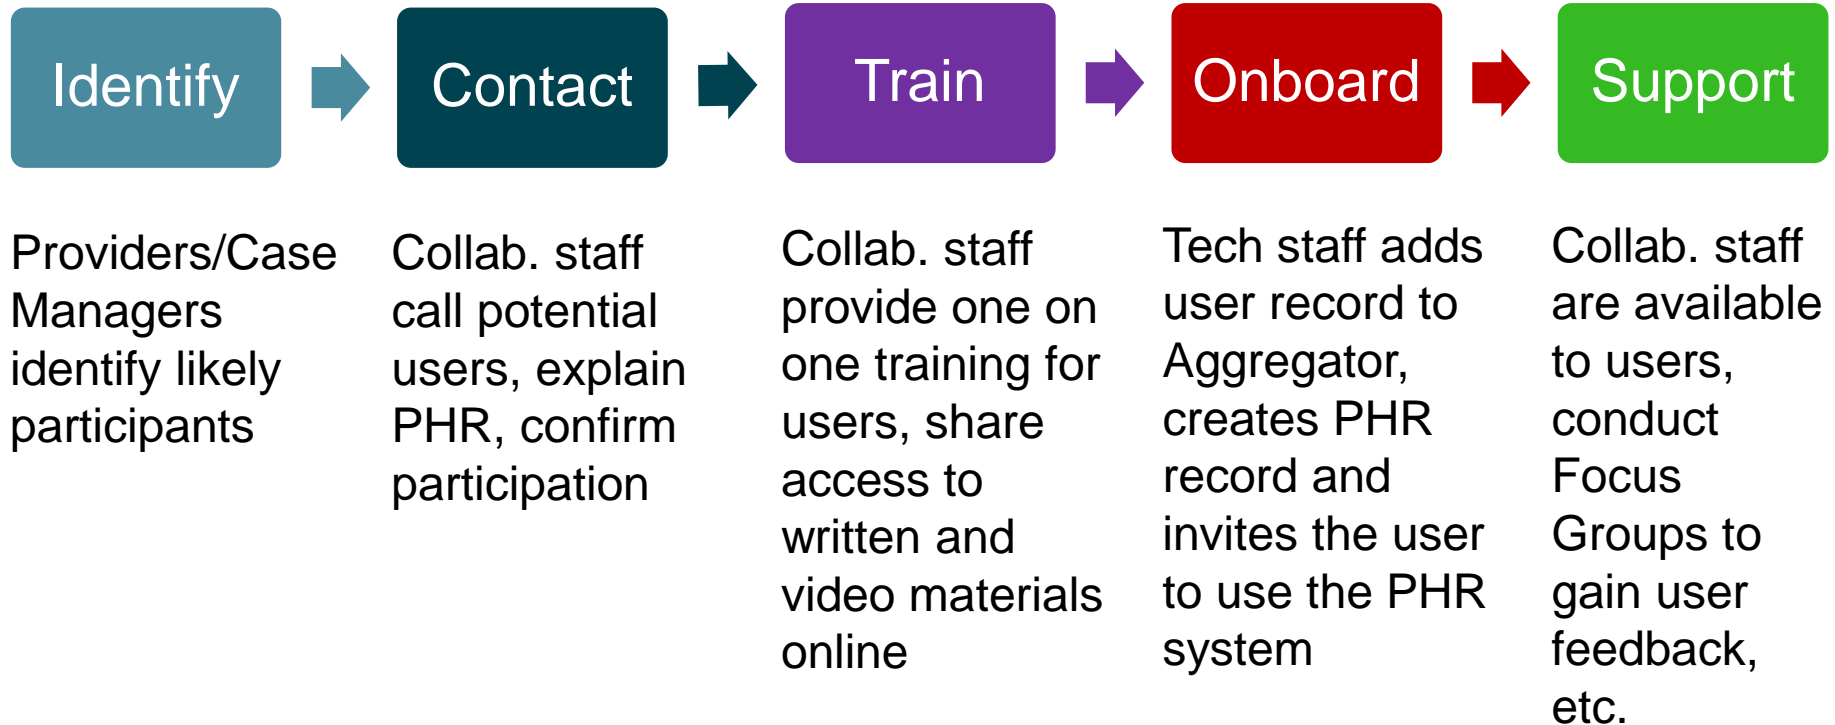 Identify
Contact
Train
Onboard
Support
Providers/Case
Managers
identify likely
participants
Collab. staff
call potential
users, explain
PHR, confirm
participation
Collab. staff
provide one on
one training for
users, share
access to
written and
video materials
online
Tech staff adds
user record to
Aggregator,
creates PHR
record and
invites the user
to use the PHR
system
Collab. staff
are available
to users,
conduct
Focus
Groups to
gain user
feedback,
etc.